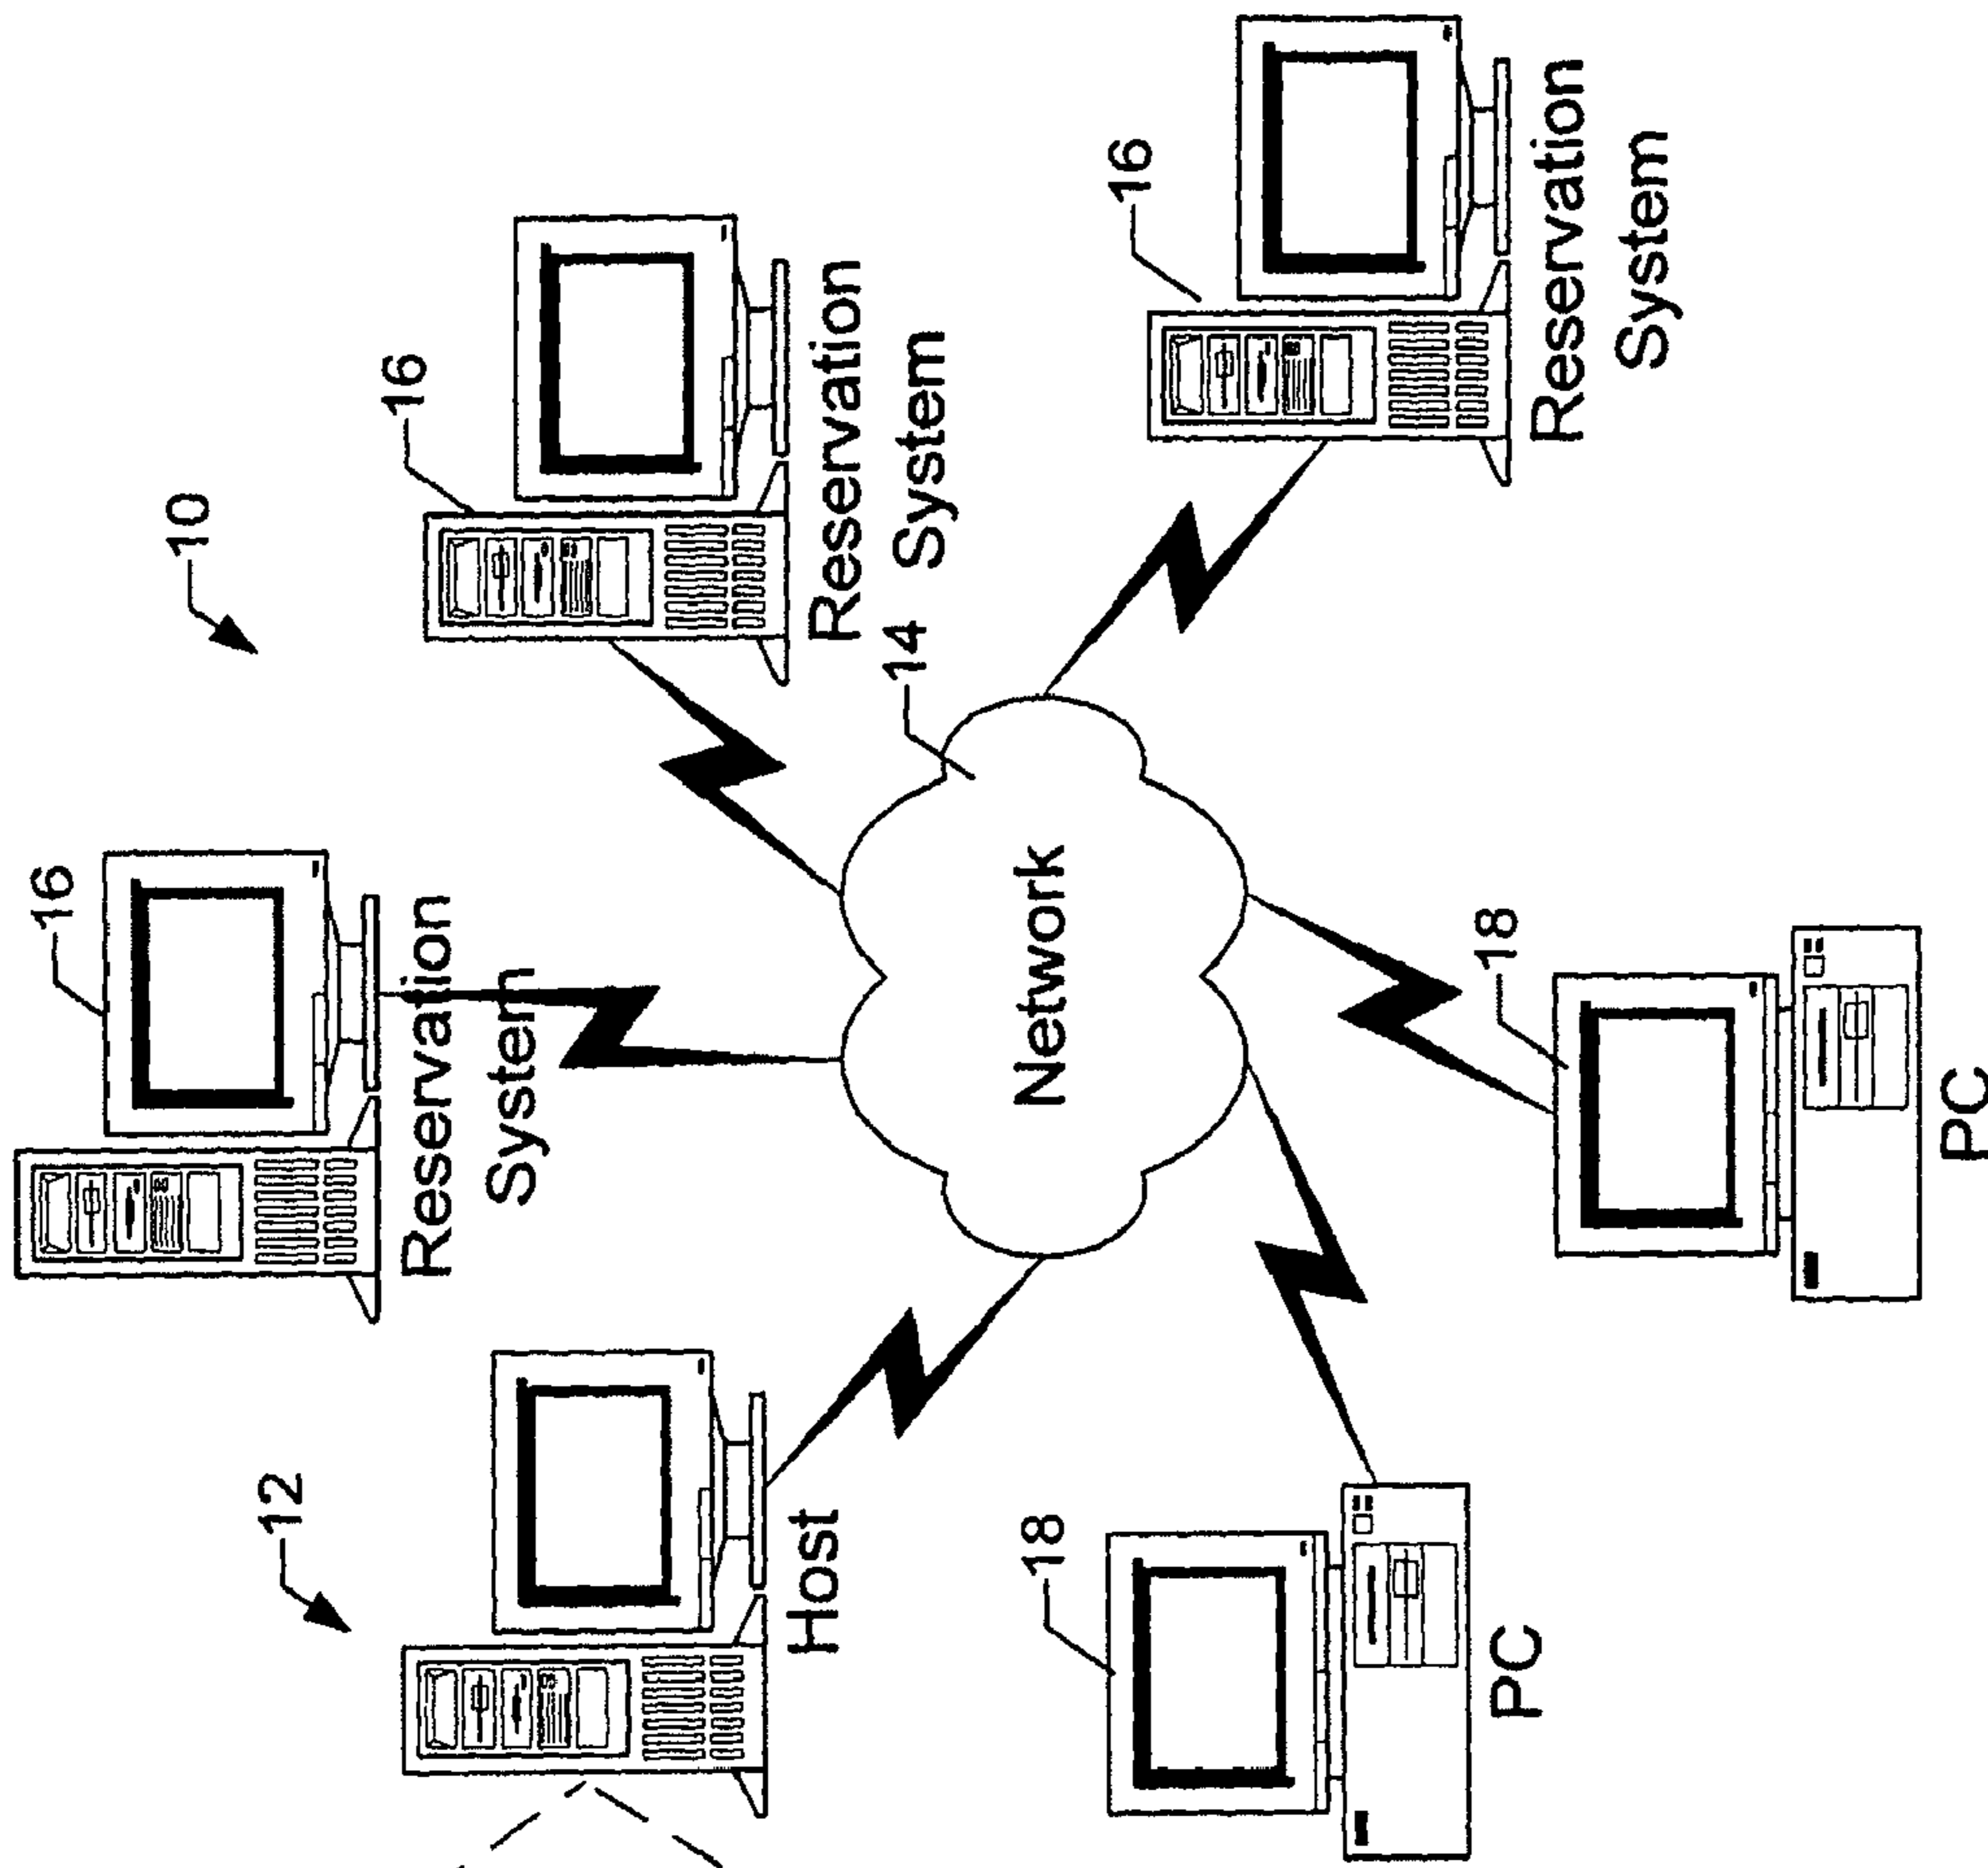 10
16
Reservation
System
12
Host
16
Reservation
System
14
Network
16
Reservation
System
18
PC
18
PC